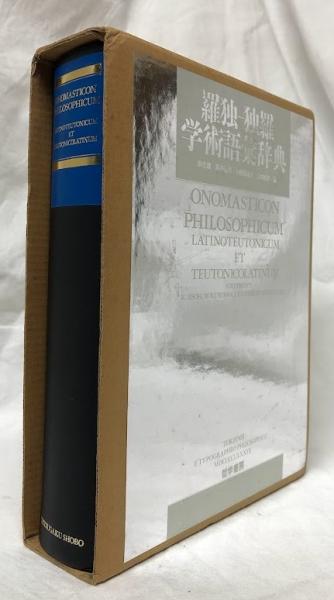 ONOMASTICON
PHILOSOPHICUM
LATINOTEUTONICUM
ET
TEUTONICOLATINUM
TETSUGAKU SHOBO
羅独-独羅
学術語彙辞典
ONOMASTICON
PHILOSOPHICUM
LATINOTEUTONICUM
ET
TEUTONICOLATINUM
哲学書房